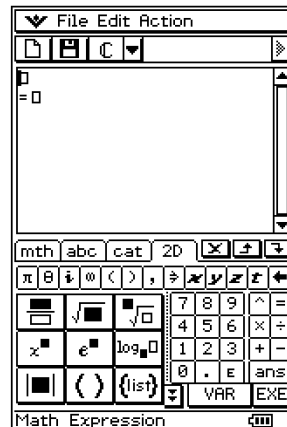 File Edit Action
ℂ
=
mth abc cat 2D
π θ i ∞ ( ) , ⇒ x y z t ←
√■ ■√□ 7 8 9 ^ =
4 5 6 × ÷
x■ e■ log■□ 1 2 3 + −
0 . E ans
|■| ( ) {list} VAR EXE
Math Expression